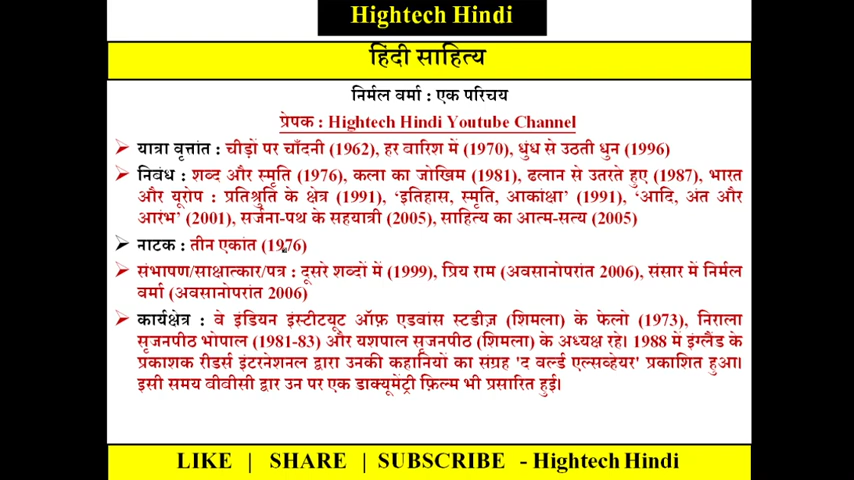 Hightech Hindi
हिंदी साहित्य
निर्मल वर्मा : एक परिचय
प्रेषक : Hightech Hindi Youtube Channel
यात्रा वृत्तांत : चीड़ों पर चाँदनी (1962), हर वारिश में (1970), धुंध से उठती धुन (1996)
निबंध : शब्द और स्मृति (1976), कला का जोखिम (1981), ढलान से उतरते हुए (1987), भारत
और यूरोप : प्रतिश्रुति के क्षेत्र (1991), ‘इतिहास, स्मृति, आकांक्षा’ (1991), ‘आदि, अंत और
आरंभ’ (2001), सर्जना-पथ के सहयात्री (2005), साहित्य का आत्म-सत्य (2005)
नाटक : तीन एकांत (1976)
संभाषण/साक्षात्कार/पत्र : दूसरे शब्दों में (1999), प्रिय राम (अवसानोपरांत 2006), संसार में निर्मल
वर्मा (अवसानोपरांत 2006)
कार्यक्षेत्र : वे इंडियन इंस्टीटयूट ऑफ़ एडवांस स्टडीज़ (शिमला) के फेलो (1973), निराला
सृजनपीठ भोपाल (1981-83) और यशपाल सृजनपीठ (शिमला) के अध्यक्ष रहे। 1988 में इंग्लैंड के
प्रकाशक रीडर्स इंटरनेशनल द्वारा उनकी कहानियों का संग्रह 'द वर्ल्ड एल्सव्हेयर' प्रकाशित हुआ।
इसी समय वीवीसी द्वार उन पर एक डाक्यूमेंट्री फ़िल्म भी प्रसारित हुई।
LIKE | SHARE | SUBSCRIBE - Hightech Hindi